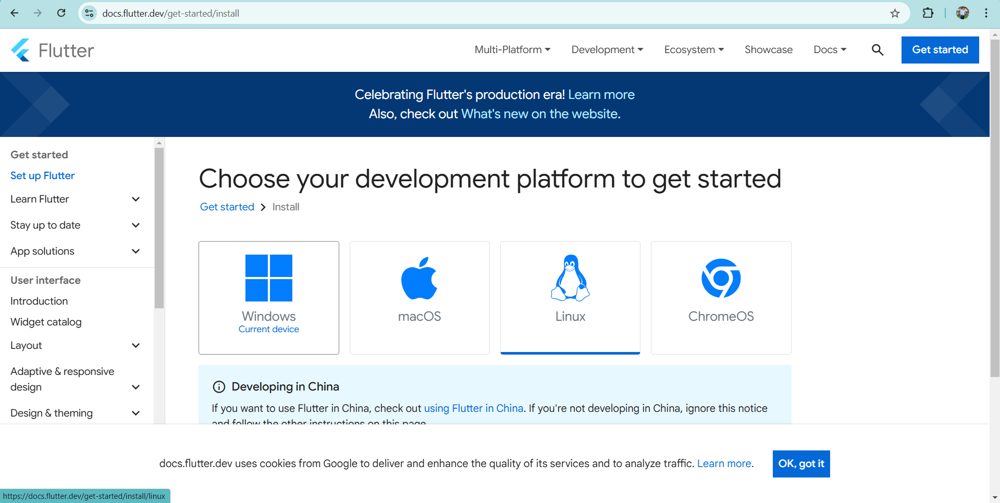 docs.flutter.dev/get-started/install
Flutter
Multi-Platform
Development
Ecosystem
Showcase
Docs
Get started
Celebrating Flutter's production era! Learn more
Also, check out What's new on the website.
Get started
Set up Flutter
Learn Flutter
Stay up to date
App solutions
User interface
Introduction
Widget catalog
Layout
Adaptive & responsive
design
Design & theming
Choose your development platform to get started
Get started
Install
Windows
Current device
macOS
Linux
ChromeOS
Developing in China
If you want to use Flutter in China, check out using Flutter in China. If you're not developing in China, ignore this notice
and follow the other instructions on this page.
docs.flutter.dev uses cookies from Google to deliver and enhance the quality of its services and to analyze traffic. Learn more.
OK, got it
https://docs.flutter.dev/get-started/install/linux